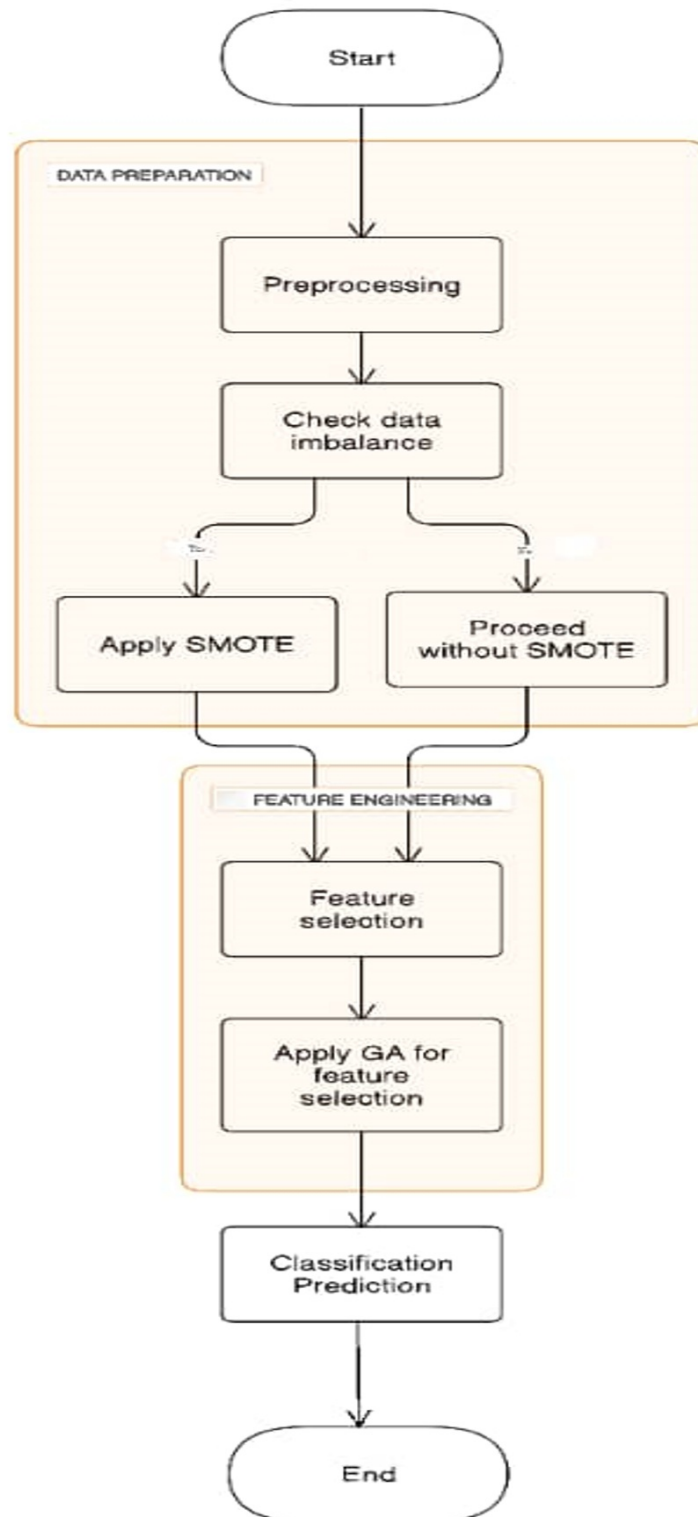 Start
DATA PREPARATION
Preprocessing
Check data
imbalance
Apply SMOTE
Proceed
without SMOTE
FEATURE ENGINEERING
Feature
selection
Apply GA for
feature
selection
Classification
Prediction
End